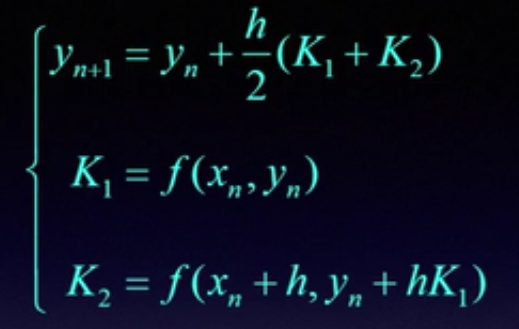 y_{n+1} = y_n + \frac{h}{2}(K_1 + K_2)
K_1 = f(x_n, y_n)
K_2 = f(x_n + h, y_n + hK_1)